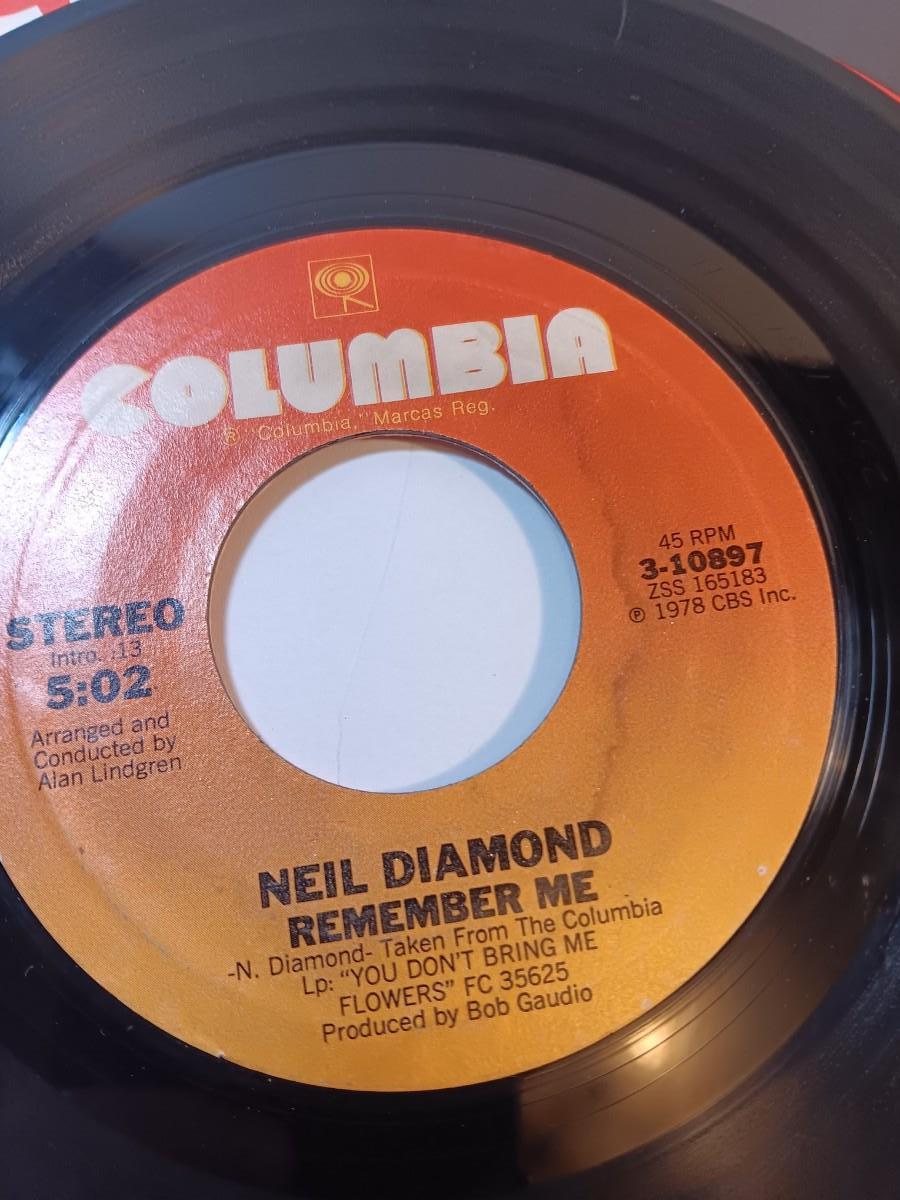 COLUMBIA
® "Columbia," Marcas Reg.
45 RPM
3-10897
ZSS 165183
℗ 1978 CBS Inc.
STEREO
Intro. :13
5:02
Arranged and
Conducted by
Alan Lindgren
NEIL DIAMOND
REMEMBER ME
-N. Diamond- Taken From The Columbia
Lp: "YOU DON'T BRING ME
FLOWERS" FC 35625
Produced by Bob Gaudio